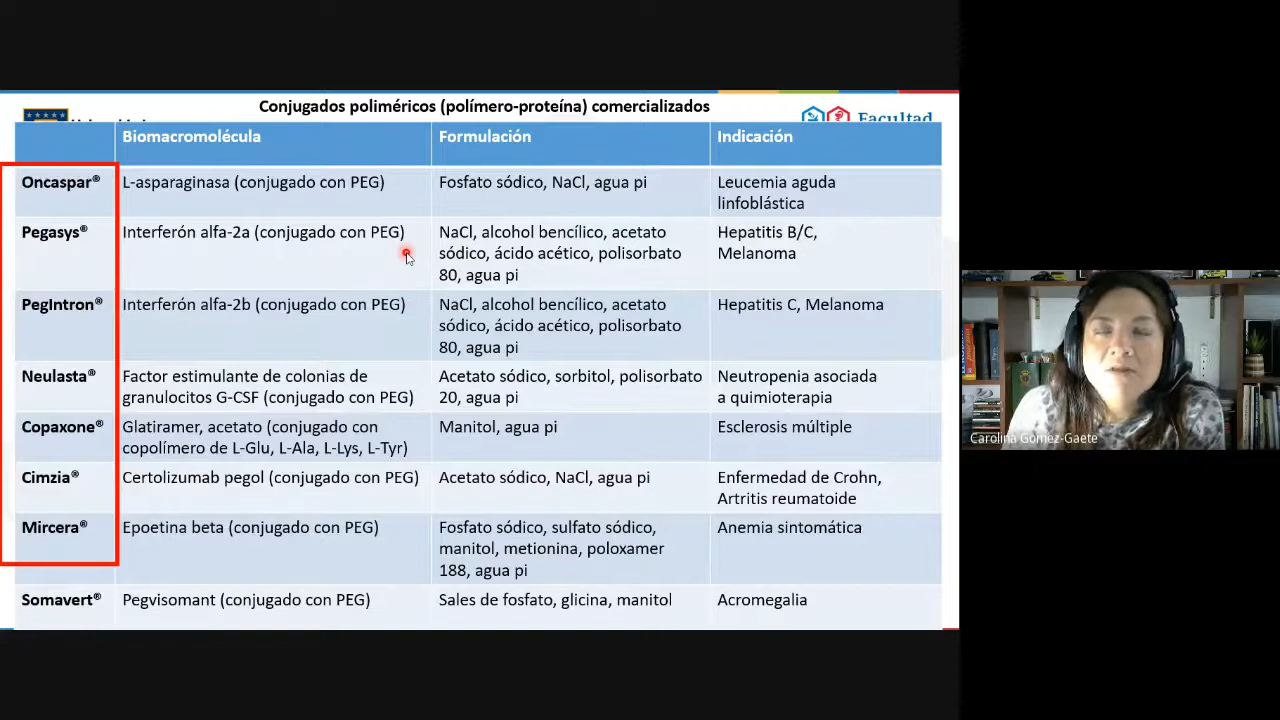 Conjugados poliméricos (polímero-proteína) comercializados
Facultad
Biomacromolécula
Formulación
Indicación
Oncaspar®
L-asparaginasa (conjugado con PEG)
Fosfato sódico, NaCl, agua pi
Leucemia aguda
linfoblástica
Pegasys®
Interferón alfa-2a (conjugado con PEG)
NaCl, alcohol bencílico, acetato
sódico, ácido acético, polisorbato
80, agua pi
Hepatitis B/C,
Melanoma
PegIntron®
Interferón alfa-2b (conjugado con PEG)
NaCl, alcohol bencílico, acetato
sódico, ácido acético, polisorbato
80, agua pi
Hepatitis C, Melanoma
Neulasta®
Factor estimulante de colonias de
granulocitos G-CSF (conjugado con PEG)
Acetato sódico, sorbitol, polisorbato
20, agua pi
Neutropenia asociada
a quimioterapia
Copaxone®
Glatiramer, acetato (conjugado con
copolímero de L-Glu, L-Ala, L-Lys, L-Tyr)
Manitol, agua pi
Esclerosis múltiple
Cimzia®
Certolizumab pegol (conjugado con PEG)
Acetato sódico, NaCl, agua pi
Enfermedad de Crohn,
Artritis reumatoide
Mircera®
Epoetina beta (conjugado con PEG)
Fosfato sódico, sulfato sódico,
manitol, metionina, poloxamer
188, agua pi
Anemia sintomática
Somavert®
Pegvisomant (conjugado con PEG)
Sales de fosfato, glicina, manitol
Acromegalia
Carolina Gómez-Gaete